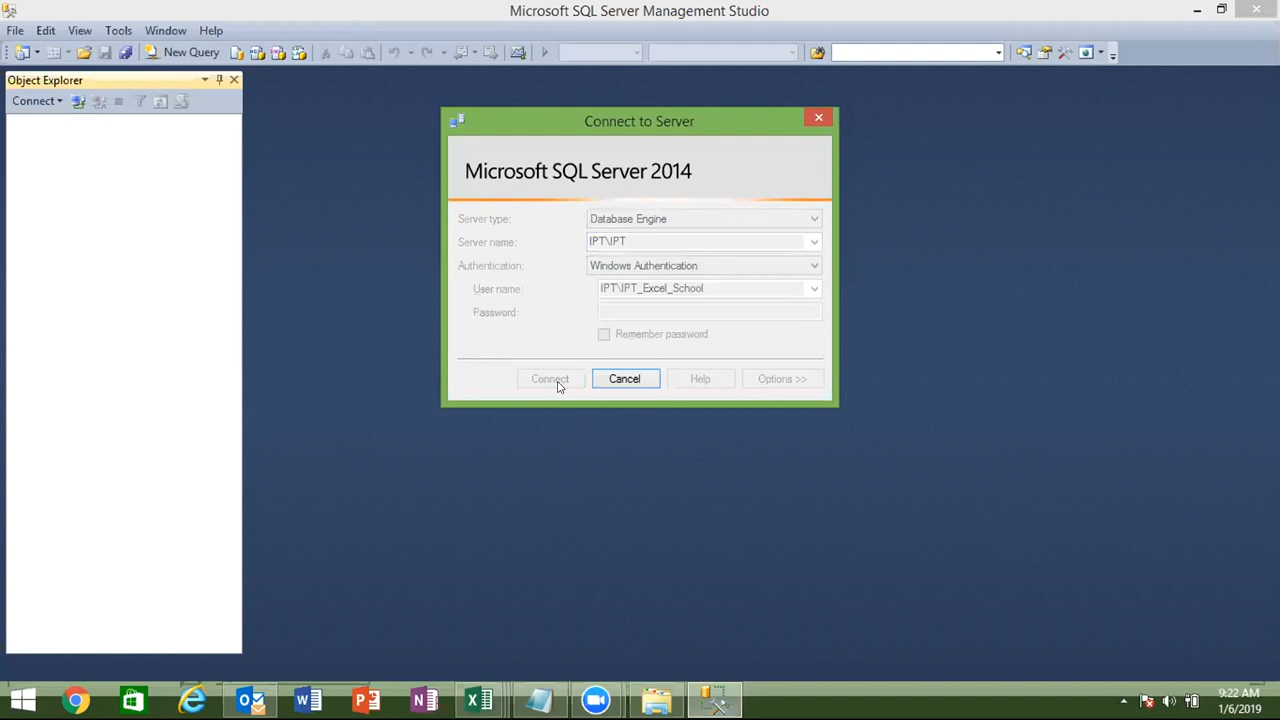 Microsoft SQL Server Management Studio
File Edit View Tools Window Help
New Query
Object Explorer
Connect
Connect to Server
Microsoft SQL Server 2014
Server type: Database Engine
Server name: IPT\IPT
Authentication: Windows Authentication
User name: IPT\IPT_Excel_School
Password:
Remember password
Connect Cancel Help Options >>
9:22 AM
1/6/2019